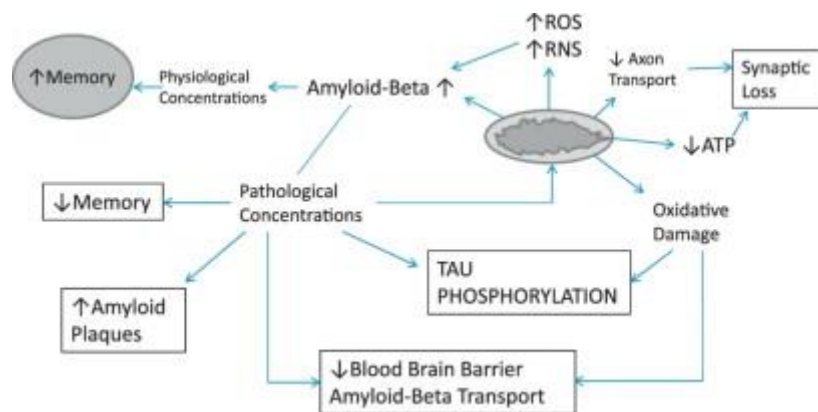 ↑ROS
↑RNS
↓ Axon
Transport
Synaptic
Loss
↑Memory
Physiological
Concentrations
Amyloid-Beta ↑
↓ATP
↓Memory
Pathological
Concentrations
Oxidative
Damage
TAU
PHOSPHORYLATION
↑Amyloid
Plaques
↓Blood Brain Barrier
Amyloid-Beta Transport